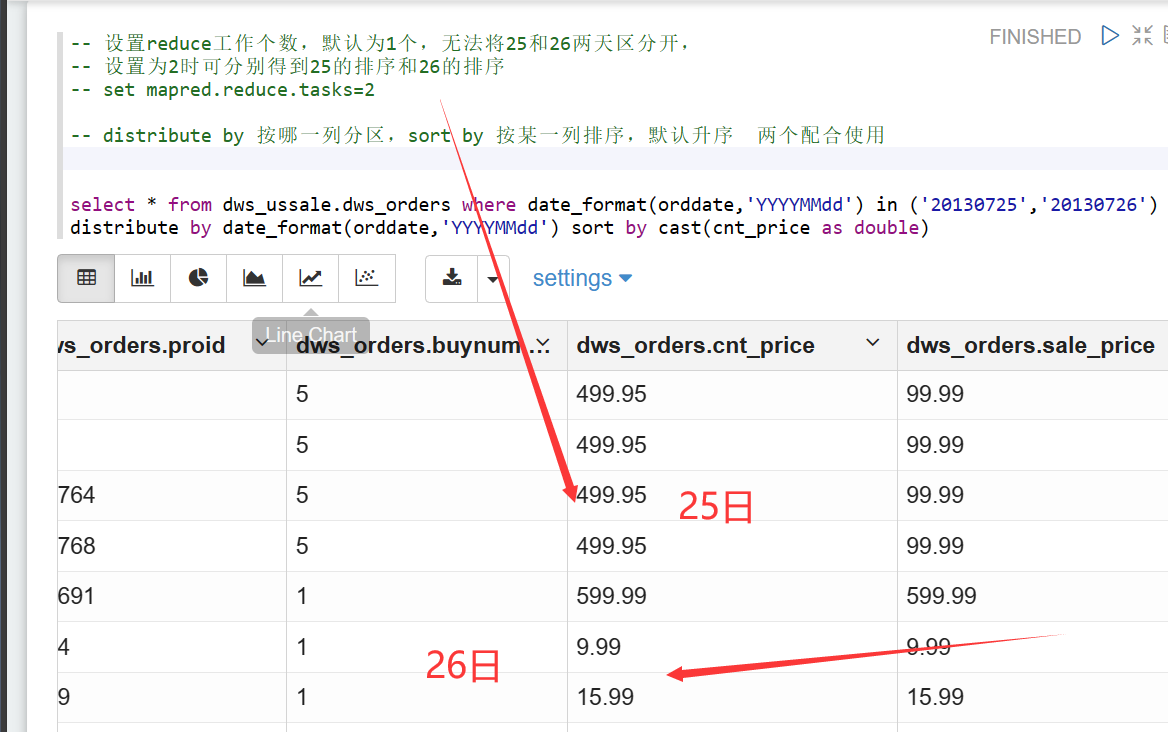 -- 设置reduce工作个数，默认为1个，无法将25和26两天区分开，
FINISHED
-- 设置为2时可分别得到25的排序和26的排序
-- set mapred.reduce.tasks=2
-- distribute by 按哪一列分区，sort by 按某一列排序，默认升序  两个配合使用
select * from dws_ussale.dws_orders where date_format(orddate,'YYYYMMdd') in ('20130725','20130726')
distribute by date_format(orddate,'YYYYMMdd') sort by cast(cnt_price as double)
settings
Line Chart
ws_orders.proid dws_orders.buynum... dws_orders.cnt_price dws_orders.sale_price
5 499.95 99.99
5 499.95 99.99
764 5 499.95 99.99
25日
768 5 499.95 99.99
691 1 599.99 599.99
4 1 9.99 9.99
26日
9 1 15.99 15.99